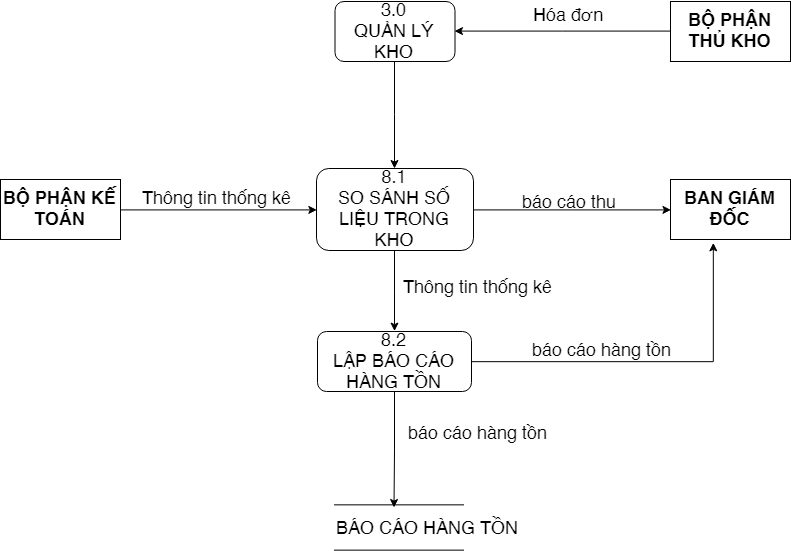 3.0
QUẢN LÝ
KHO
Hóa đơn
BỘ PHẬN
THỦ KHO
BỘ PHẬN KẾ
TOÁN
Thông tin thống kê
8.1
SO SÁNH SỐ
LIỆU TRONG
KHO
báo cáo thu
BAN GIÁM
ĐỐC
Thông tin thống kê
8.2
LẬP BÁO CÁO
HÀNG TỒN
báo cáo hàng tồn
báo cáo hàng tồn
BÁO CÁO HÀNG TỒN